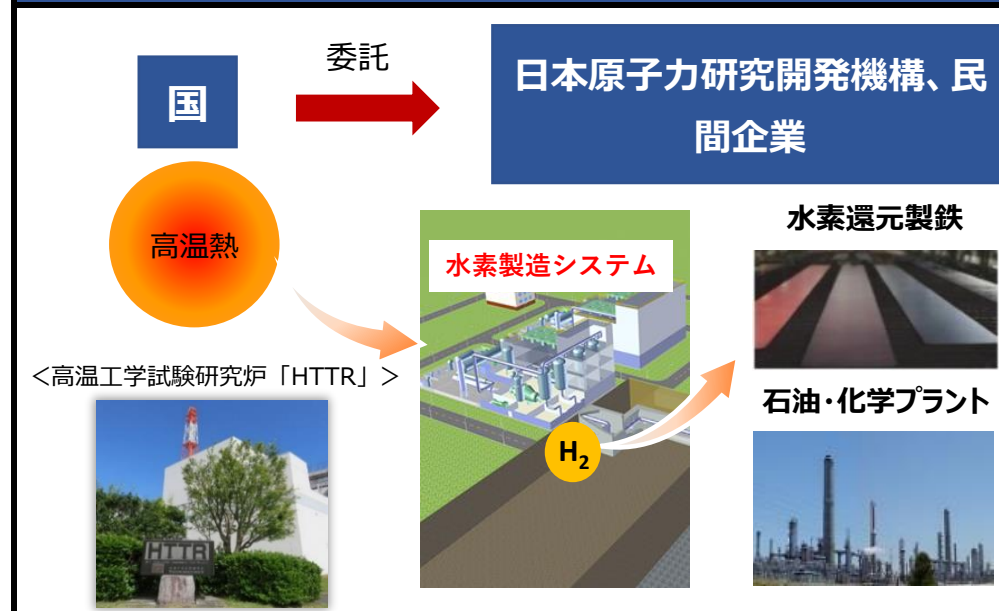 国
委託
日本原子力研究開発機構、民
間企業
高温熱
水素製造システム
水素還元製鉄
<高温工学試験研究炉「HTTR」>
HTTR
H₂
石油・化学プラント